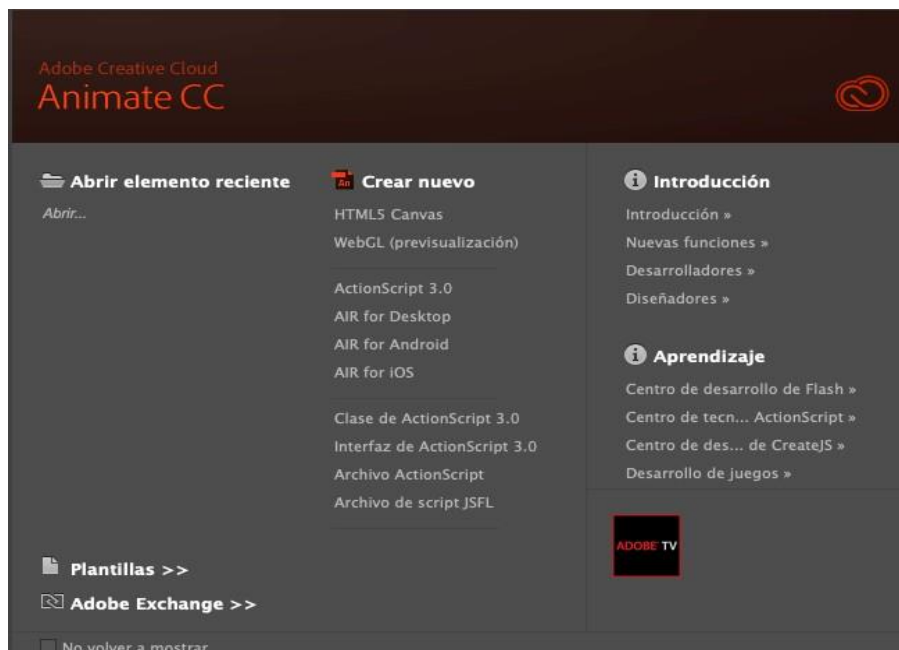 Adobe Creative Cloud
Animate CC
Abrir elemento reciente
Abrir...
Crear nuevo
HTML5 Canvas
WebGL (previsualización)
ActionScript 3.0
AIR for Desktop
AIR for Android
AIR for iOS
Clase de ActionScript 3.0
Interfaz de ActionScript 3.0
Archivo ActionScript
Archivo de script JSFL
Introducción
Introducción »
Nuevas funciones »
Desarrolladores »
Diseñadores »
Aprendizaje
Centro de desarrollo de Flash »
Centro de tecn... ActionScript »
Centro de des... de CreateJS »
Desarrollo de juegos »
ADOBE TV
Plantillas >>
Adobe Exchange >>
No volver a mostrar